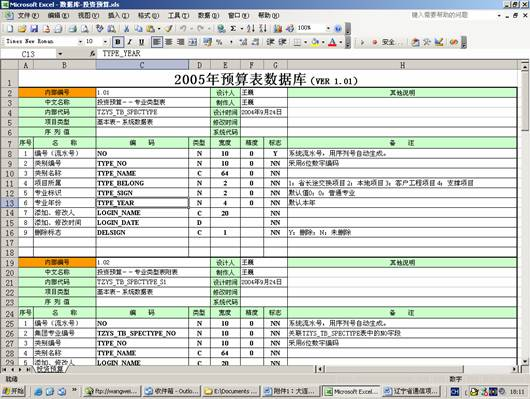 Microsoft Excel - 数据库-投资预算.xls
文件(F) 编辑(E) 视图(V) 插入(I) 格式(O) 工具(T) 数据(D) 窗口(W) 帮助(H)
键入需要帮助的问题
100%
Times New Roman 10 B I U
安全...
C13 TYPE_YEAR
A B C D E F G H
1 2005年预算表数据库 (VER 1.01)
2 内部编号 1.01 设计人 王巍 其他说明
3 中文名称 投资预算--专业类型表 制作人 王巍
4 内部代码 TZYS_TB_SPECTYPE 设计时间 2004年9月24日
5 项目类型 基本表-系统数据表 修改时间
6 序 列 值 系统代码
7 序号 名 称 编 码 类型 宽度 精度 标志 备 注
8 1 编号(流水号) NO N 10 0 Y 系统流水号,用序列号自动生成。
9 2 类别编号 TYPE_NO N 10 0 NN 采用6位数字编码
10 3 类别名称 TYPE_NAME C 64 0 NN
11 4 项目所属 TYPE_BELONG N 2 0 NN 1:省长途交换项目2:本地项目3:客户工程项目4:支撑项目
12 5 专业标识 TYPE_SIGN N 2 0 NN 默认值0:0:普通专业
13 6 专业年份 TYPE_YEAR N 4 0 NN 默认本年
14 7 添加、修改人 LOGIN_NAME C 20 NN
15 8 添加、修改时间 LOGIN_DATE D NN
16 9 删除标志 DELSIGN C 1 NN Y:删除;N:未删除
17
18
19 内部编号 1.02 设计人 王巍 其他说明
20 中文名称 投资预算--专业类型附表 制作人 王巍
21 内部代码 TZYS_TB_SPECTYPE_S1 设计时间 2004年9月24日
22 项目类型 基本表-系统数据表 修改时间
23 序 列 值 系统代码
24 序号 名 称 编 码 类型 宽度 精度 标志 备 注
25 1 编号(流水号) NO N 10 0 NN 系统流水号,用序列号自动生成。
26 2 集团专业编号 TZYS_TB_SPECTYPE_NO N 10 0 NN 关联TZYS_TB_SPECTYPE表中的NO字段
27 3 类别编号 TYPE_NO N 10 0 NN 采用6位数字编码
28 4 类别名称 TYPE_NAME C 64 0 NN
29 5 添加、修改人 LOGIN_NAME C 20 NN
投资预算
就绪 数字
开始 ftp://wangwei 收件箱 - Outlo... E:\Documents 附件1:大连... Microsoft Excel 辽宁省通信项... 18:11